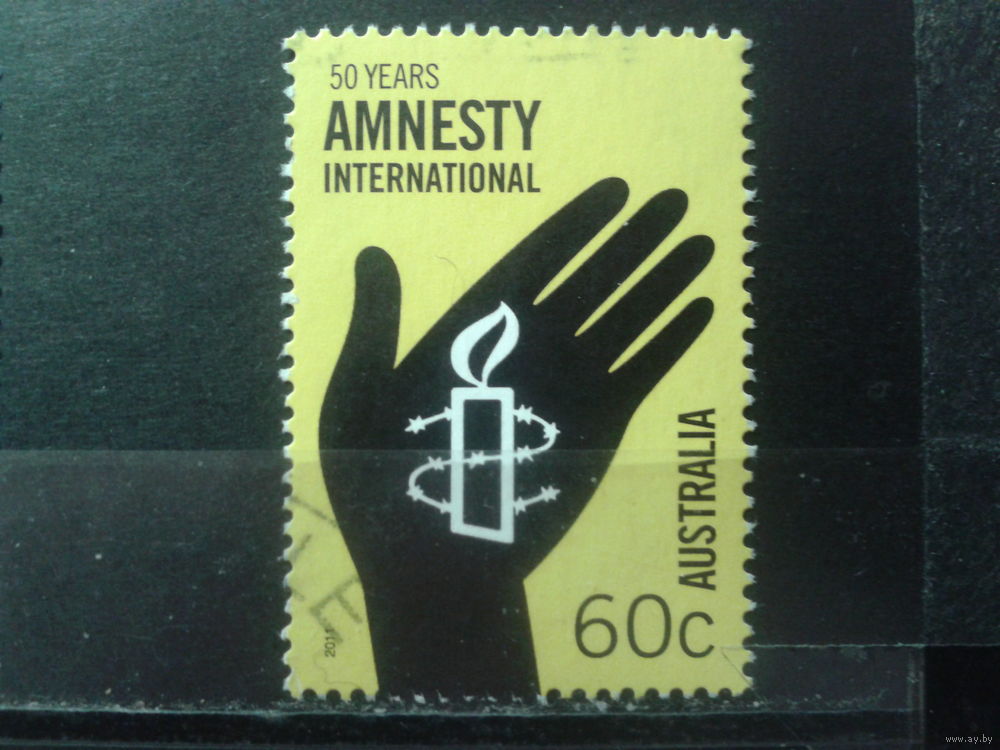 50 YEARS
AMNESTY
INTERNATIONAL
AUSTRALIA
60c
2011
www.ay.by